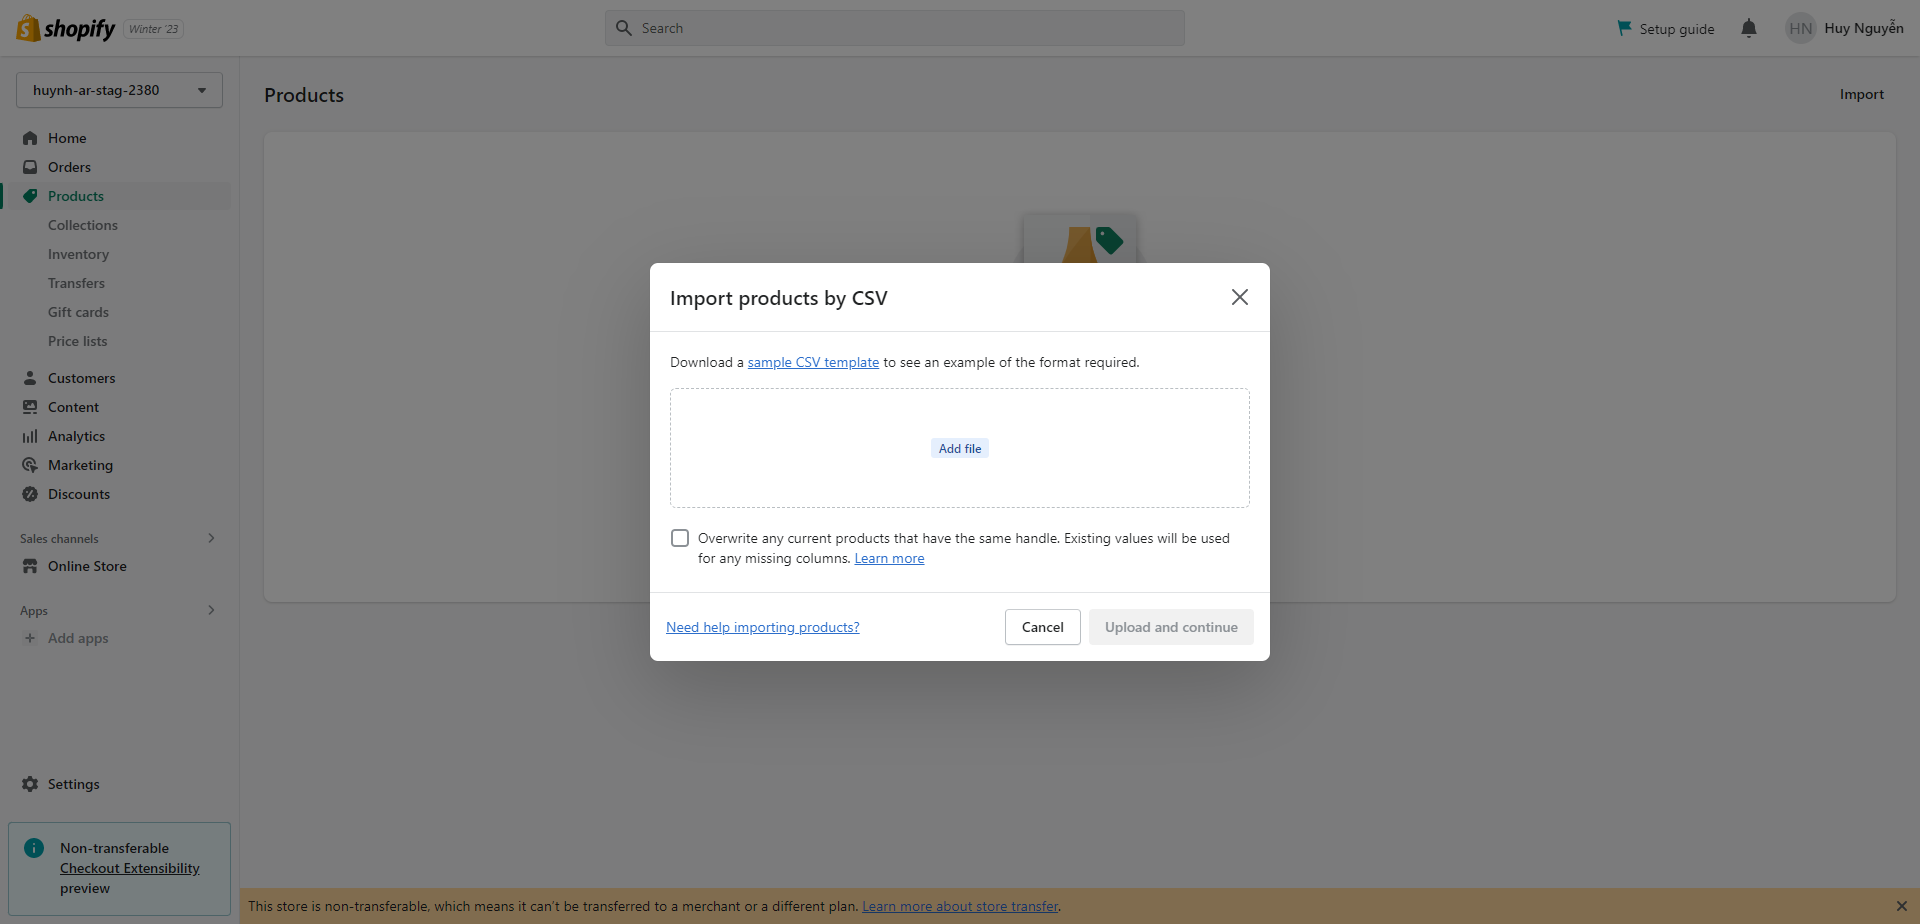 shopify Winter '23
Search
Setup guide
HN Huy Nguyễn
huynh-ar-stag-2380
Home
Orders
Products
Collections
Inventory
Transfers
Gift cards
Price lists
Customers
Content
Analytics
Marketing
Discounts
Sales channels
Online Store
Apps
Add apps
Settings
Non-transferable
Checkout Extensibility
preview
Products
Import
Import products by CSV
Download a sample CSV template to see an example of the format required.
Add file
Overwrite any current products that have the same handle. Existing values will be used
for any missing columns. Learn more
Need help importing products?
Cancel
Upload and continue
This store is non-transferable, which means it can't be transferred to a merchant or a different plan. Learn more about store transfer.